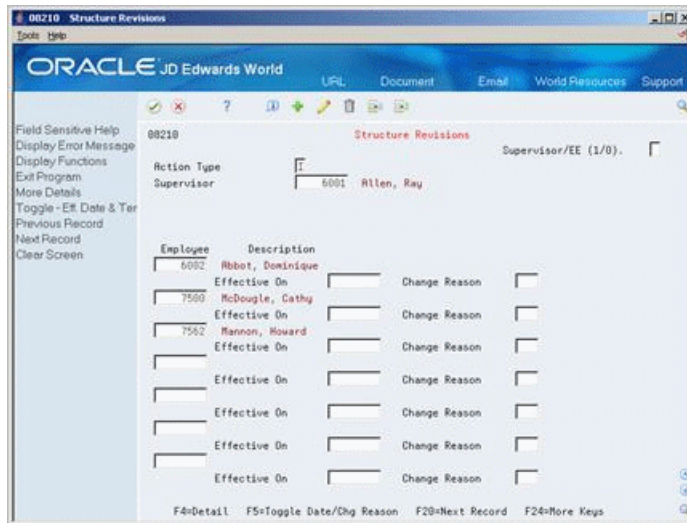 00210   Structure Revisions
Tools  Help
ORACLE JD Edwards World
URL  Document  Email  World Resources  Support
Field Sensitive Help
Display Error Message
Display Functions
Exit Program
More Details
Toggle - Eff. Date & Ter
Previous Record
Next Record
Clear Screen
00210  Structure Revisions
Supervisor/EE (1/0).
Action Type  I
Supervisor  6001  Allen, Ray
Employee  Description
6002  Abbot, Dominique
Effective On  Change Reason
7500  McDougle, Cathy
Effective On  Change Reason
7562  Mannon, Howard
Effective On  Change Reason
Effective On  Change Reason
Effective On  Change Reason
Effective On  Change Reason
Effective On  Change Reason
F4=Detail  F5=Toggle Date/Chg Reason  F20=Next Record  F24=More Keys